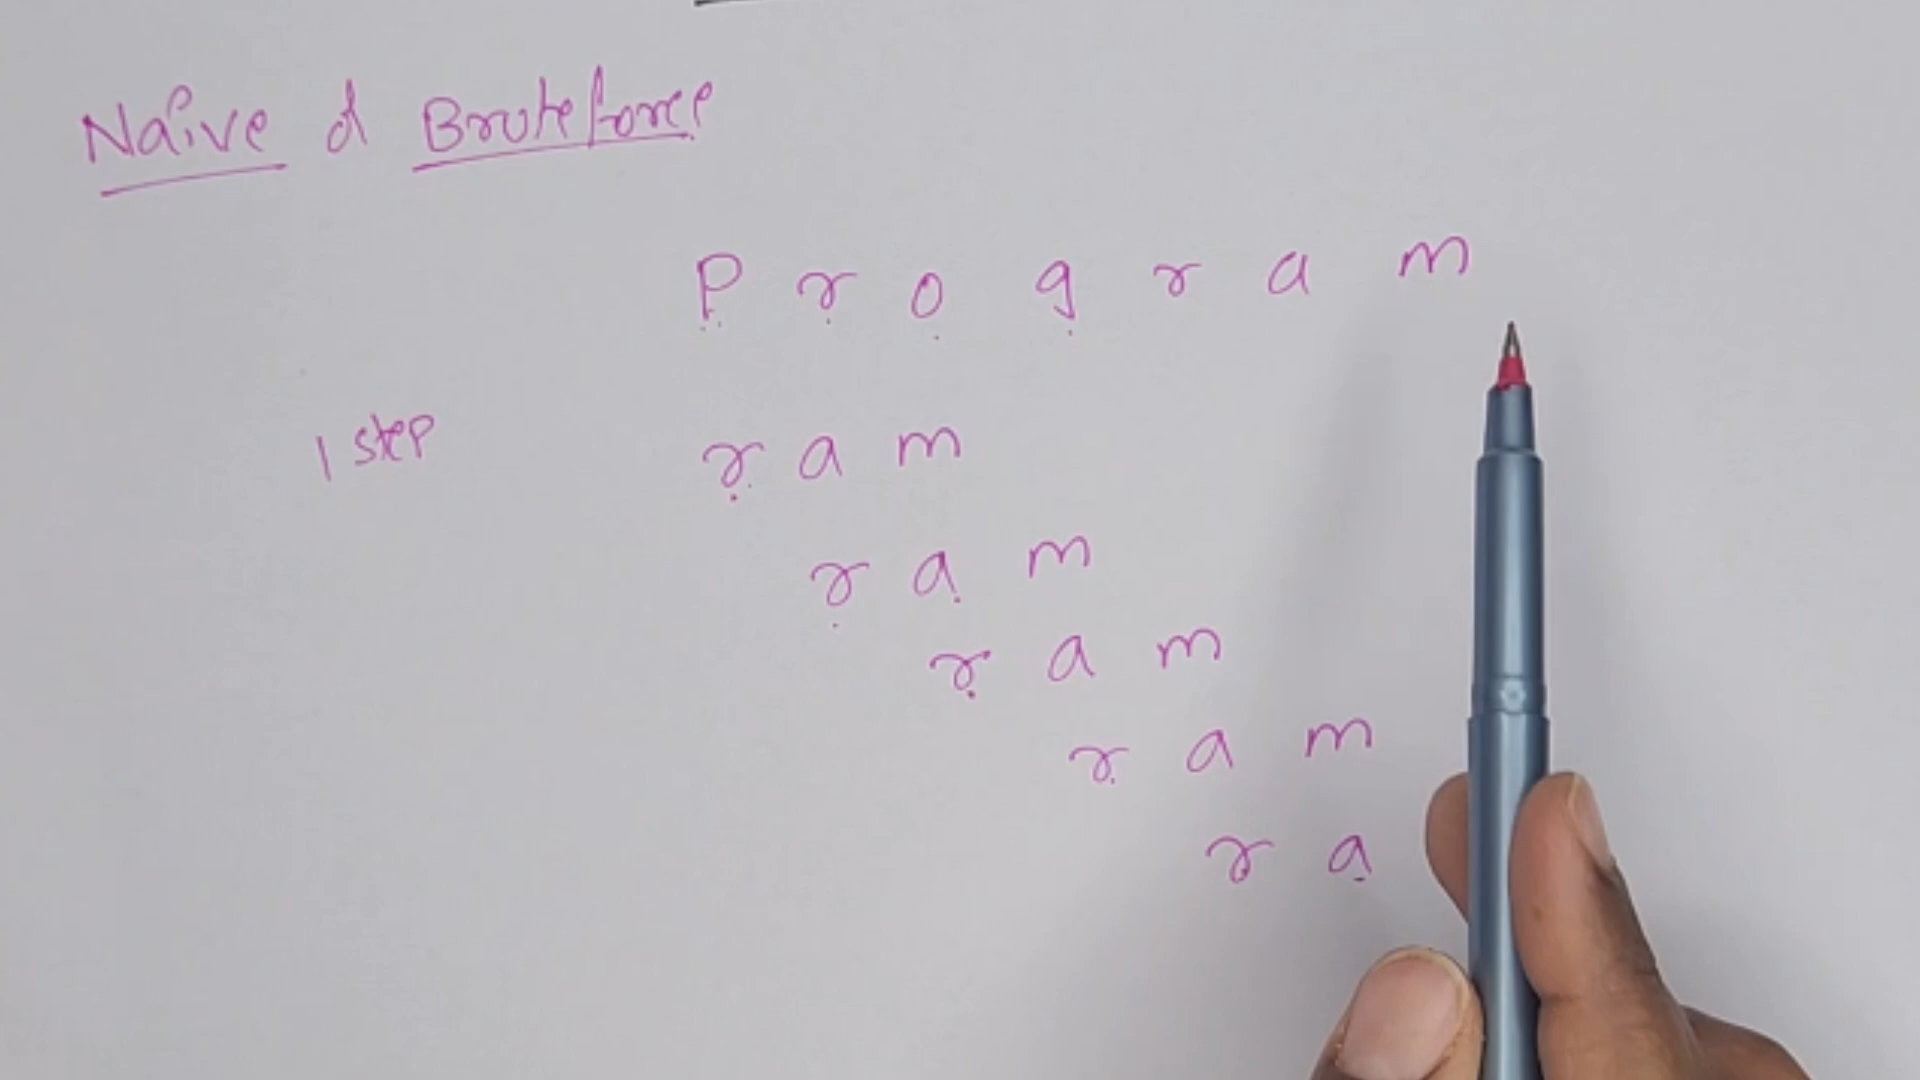 Naive & Bruteforce
P r o g r a m
1 step r a m
r a m
r a m
r a m
r a